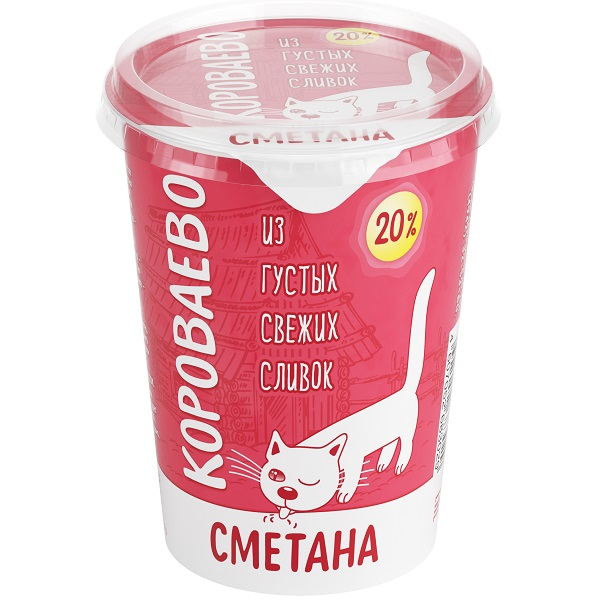 КОРОВАЕВО
ИЗ
ГУСТЫХ
СВЕЖИХ
СЛИВОК
20%
СМЕТАНА
КОРОВАЕВО
ИЗ
ГУСТЫХ
СВЕЖИХ
СЛИВОК
20%
СМЕТАНА